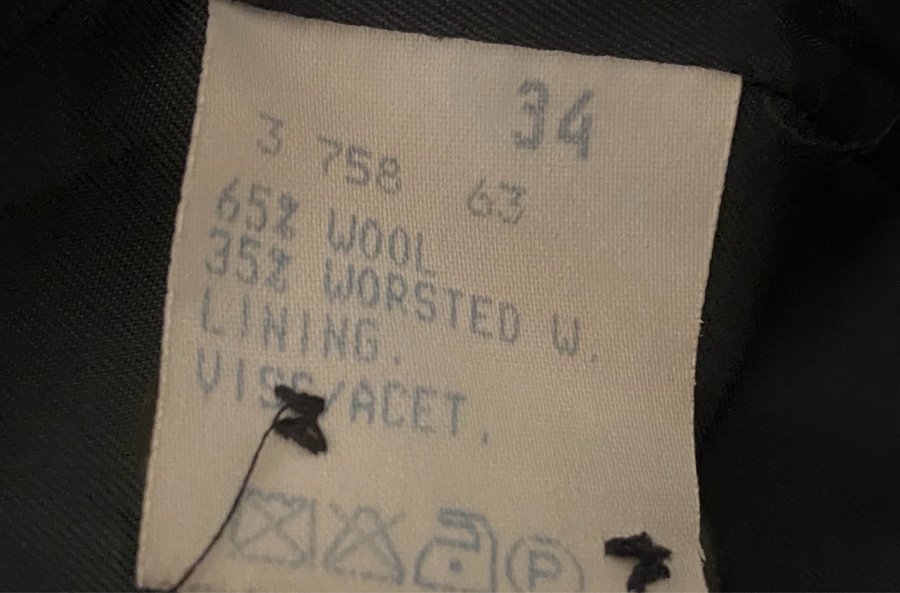 34
3 758 63
65% WOOL
35% WORSTED W.
LINING.
VISC/ACET.
P